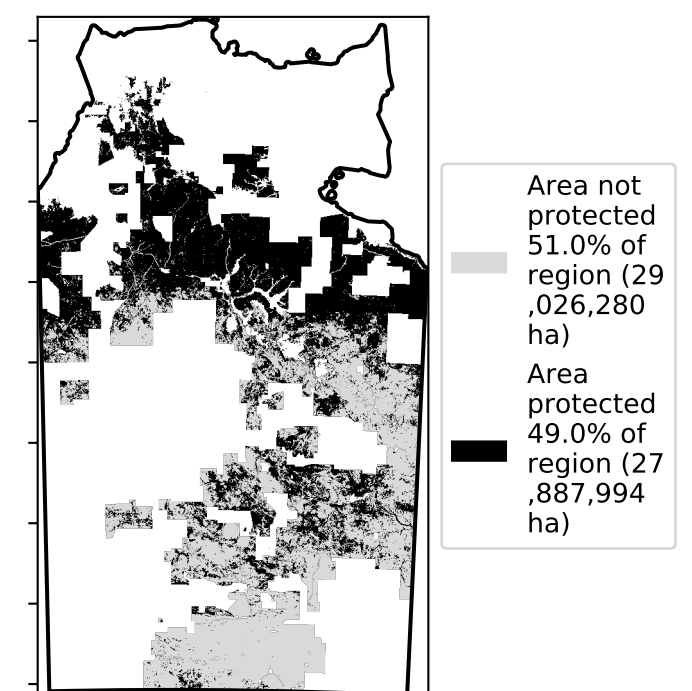 Area not
protected
51.0% of
region (29
,026,280
ha)
Area
protected
49.0% of
region (27
,887,994
ha)